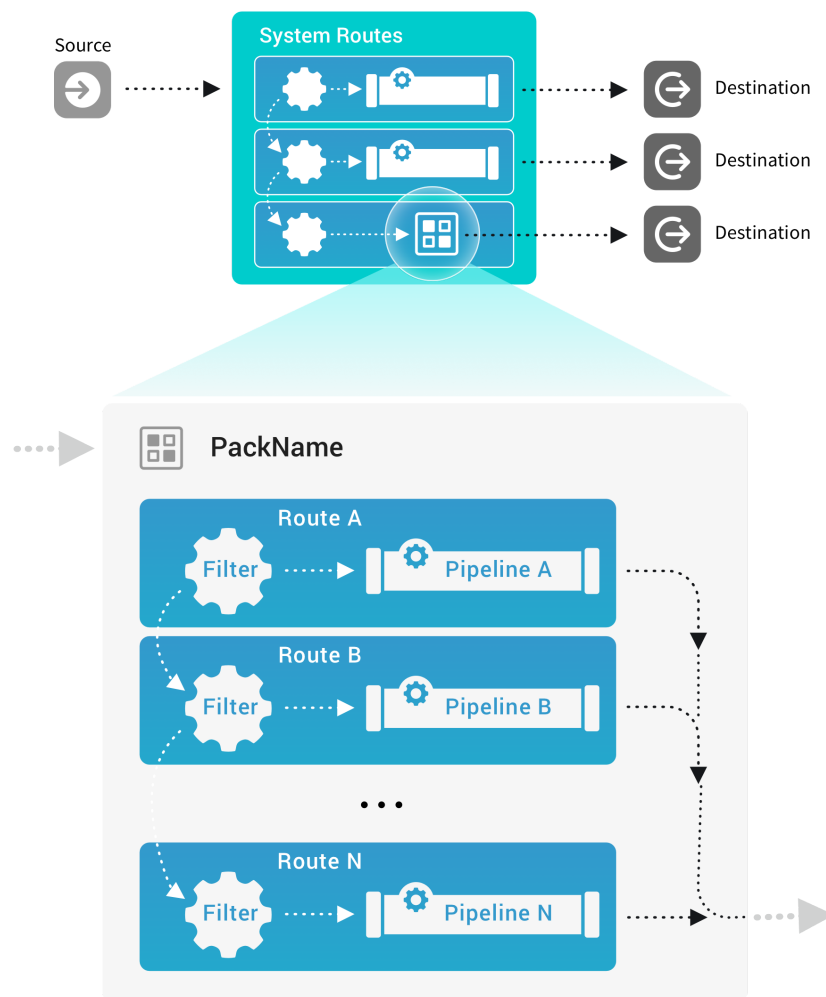 Source
System Routes
Destination
Destination
Destination
PackName
Route A
Filter
Pipeline A
Route B
Filter
Pipeline B
...
Route N
Filter
Pipeline N